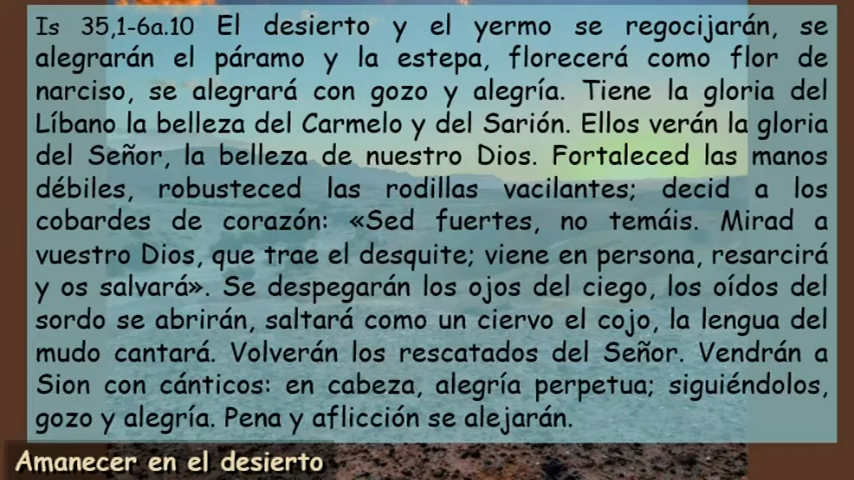 Is 35,1-6a.10 El desierto y el yermo se regocijarán, se
alegrarán el páramo y la estepa, florecerá como flor de
narciso, se alegrará con gozo y alegría. Tiene la gloria del
Líbano la belleza del Carmelo y del Sarión. Ellos verán la gloria
del Señor, la belleza de nuestro Dios. Fortaleced las manos
débiles, robusteced las rodillas vacilantes; decid a los
cobardes de corazón: «Sed fuertes, no temáis. Mirad a
vuestro Dios, que trae el desquite; viene en persona, resarcirá
y os salvará». Se despegarán los ojos del ciego, los oídos del
sordo se abrirán, saltará como un ciervo el cojo, la lengua del
mudo cantará. Volverán los rescatados del Señor. Vendrán a
Sion con cánticos: en cabeza, alegría perpetua; siguiéndolos,
gozo y alegría. Pena y aflicción se alejarán.
Amanecer en el desierto